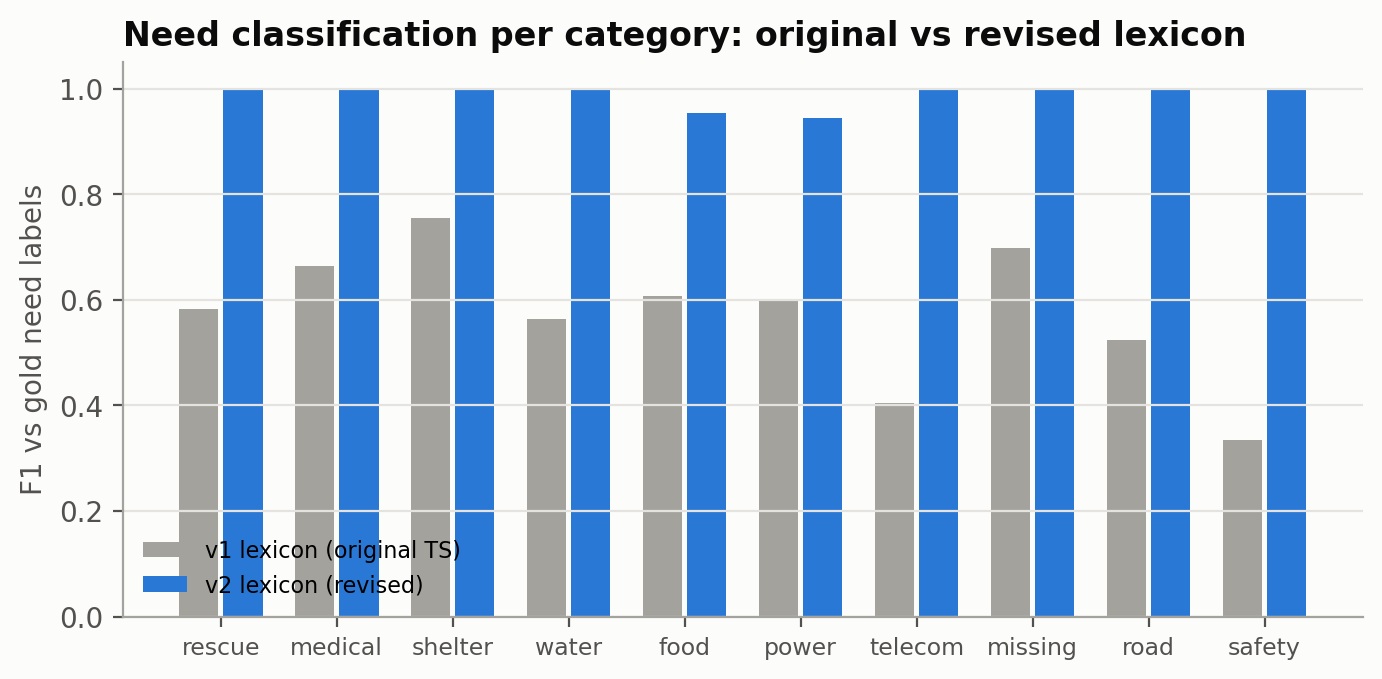 Need classification per category: original vs revised lexicon
F1 vs gold need labels
1.0
0.8
0.6
0.4
0.2
0.0
v1 lexicon (original TS)
v2 lexicon (revised)
rescue medical shelter water food power telecom missing road safety